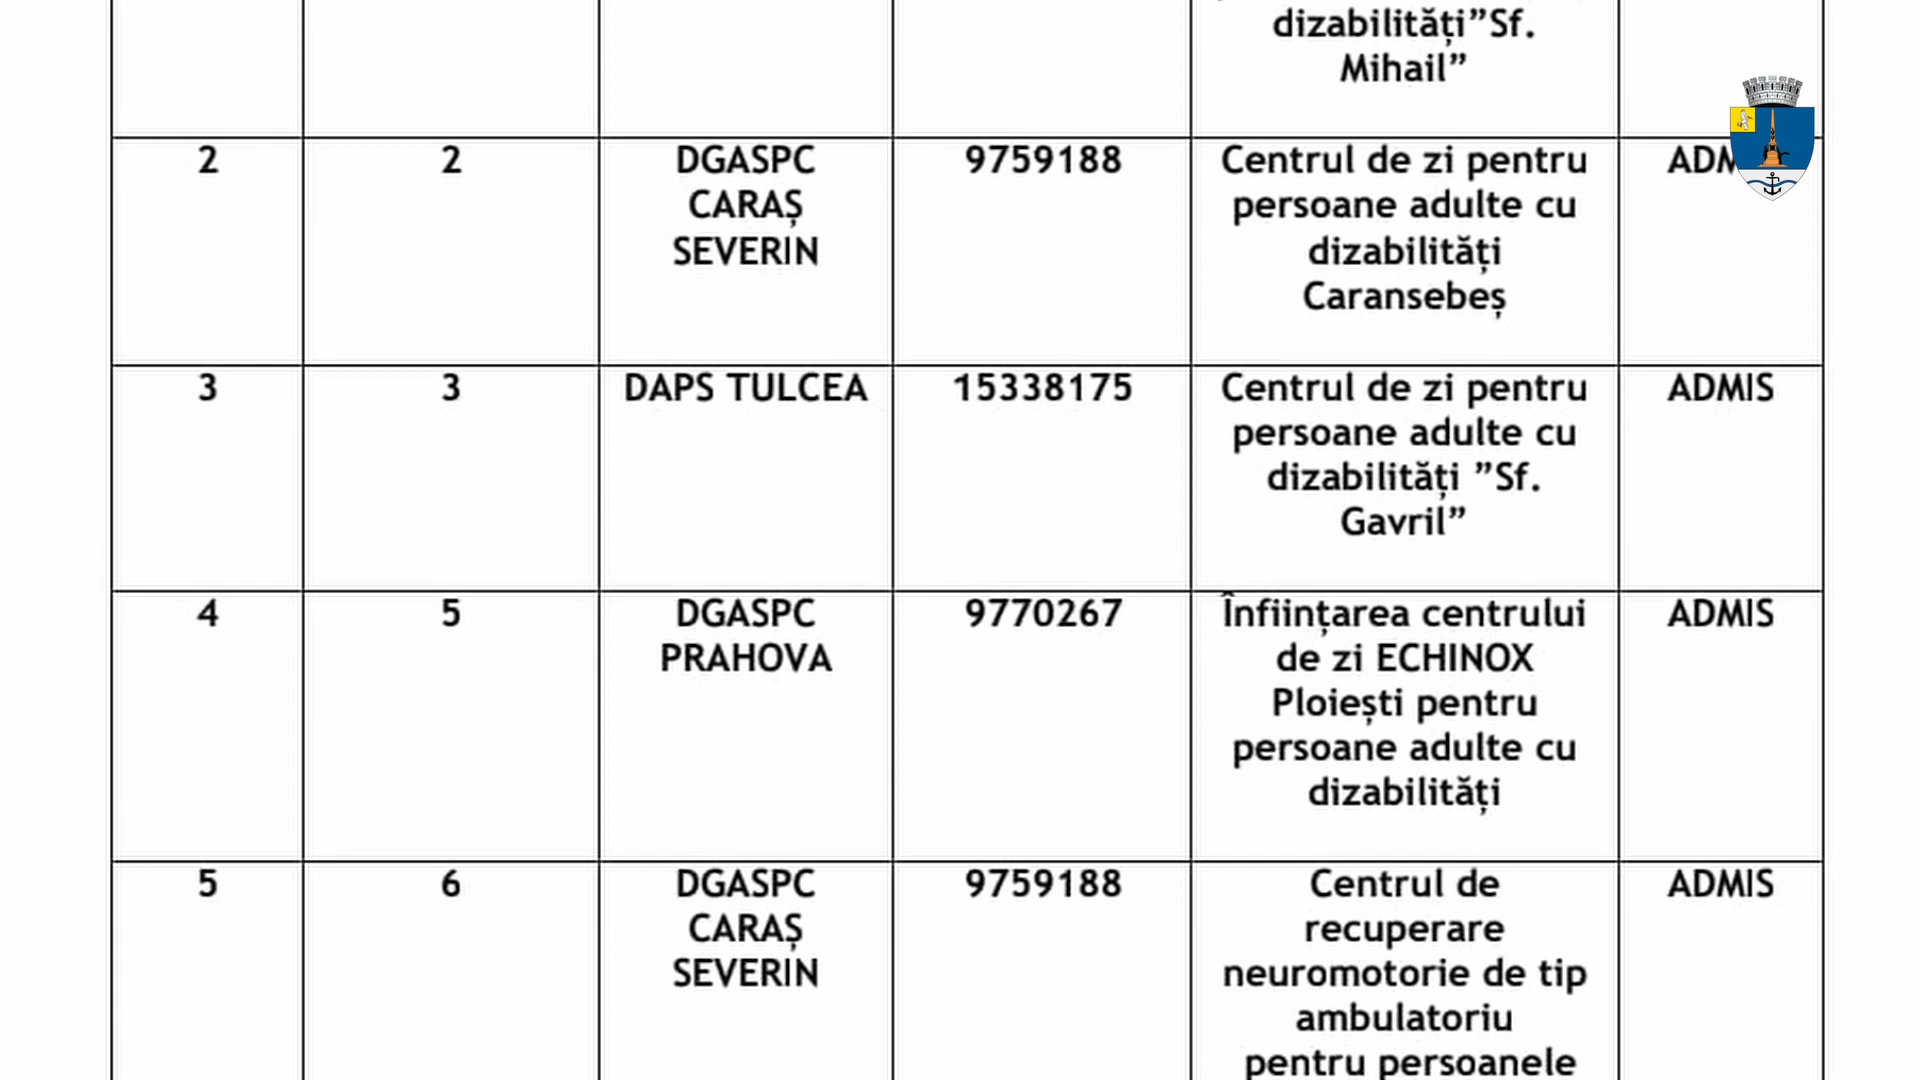 dizabilități”Sf.
Mihail”
2 2 DGASPC 9759188 Centrul de zi pentru
CARAȘ persoane adulte cu
SEVERIN dizabilități
Caransebeș
3 3 DAPS TULCEA 15338175 Centrul de zi pentru ADMIS
persoane adulte cu
dizabilități ”Sf.
Gavril”
4 5 DGASPC 9770267 Înființarea centrului ADMIS
PRAHOVA de zi ECHINOX
Ploiești pentru
persoane adulte cu
dizabilități
5 6 DGASPC 9759188 Centrul de ADMIS
CARAȘ recuperare
SEVERIN neuromotorie de tip
ambulatoriu
pentru persoanele